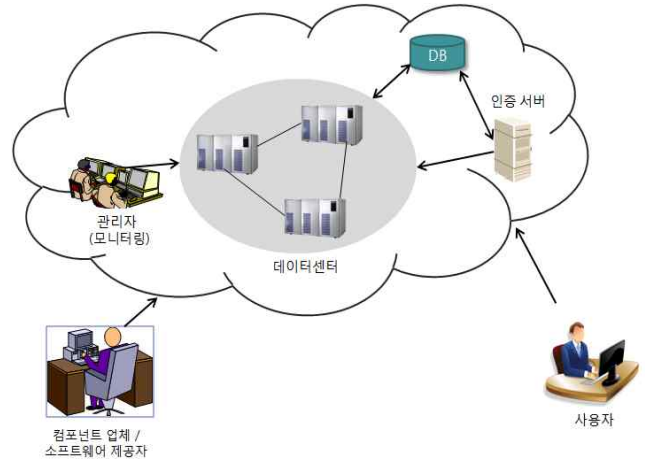 DB
인증 서버
관리자
(모니터링)
데이터센터
컴포넌트 업체 /
소프트웨어 제공자
사용자